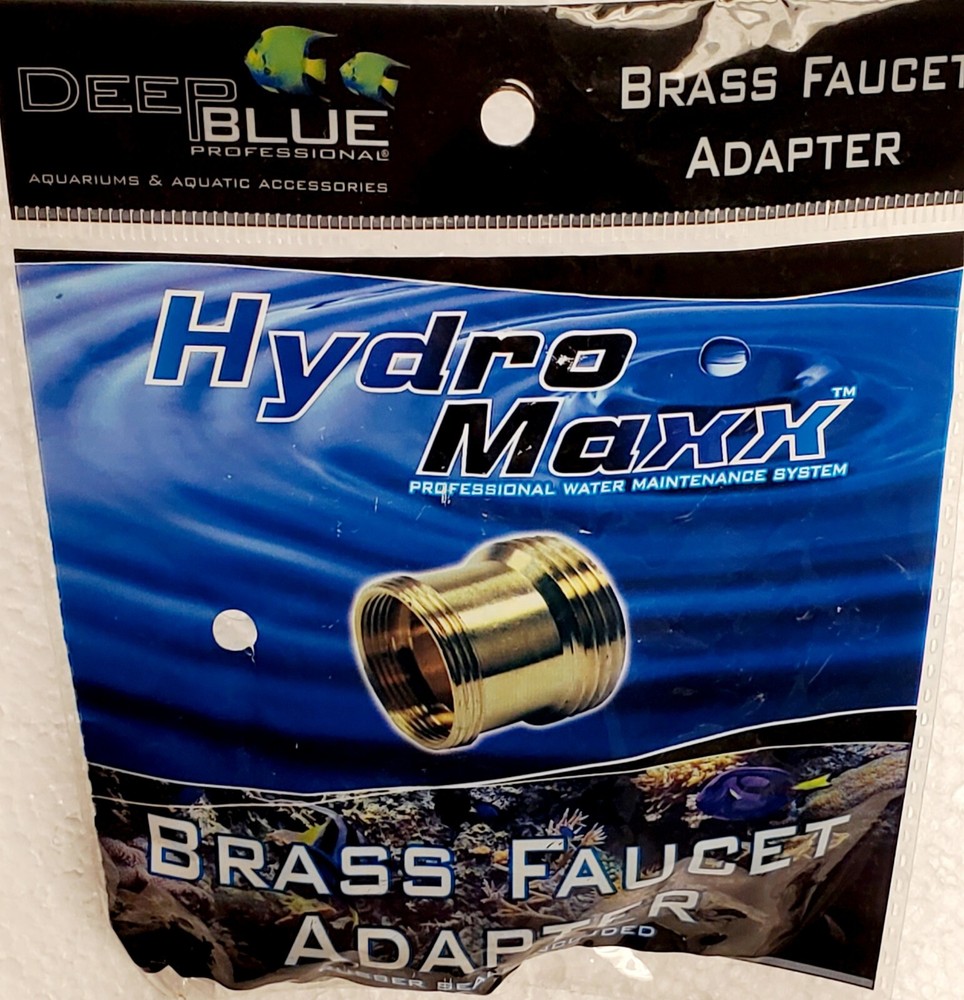 DEEP
BLUE
PROFESSIONAL®
AQUARIUMS & AQUATIC ACCESSORIES
BRASS FAUCET
ADAPTER
Hydro
Maxx™
PROFESSIONAL WATER MAINTENANCE SYSTEM
BRASS FAUCET
ADAPTER